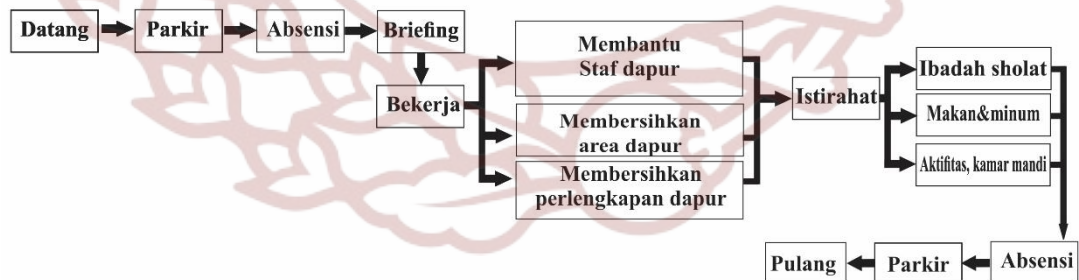 Datang
Parkir
Absensi
Briefing
Bekerja
Membantu
Staf dapur
Membersihkan
area dapur
Membersihkan
perlengkapan dapur
Istirahat
Ibadah sholat
Makan&minum
Aktifitas, kamar mandi
Absensi
Parkir
Pulang